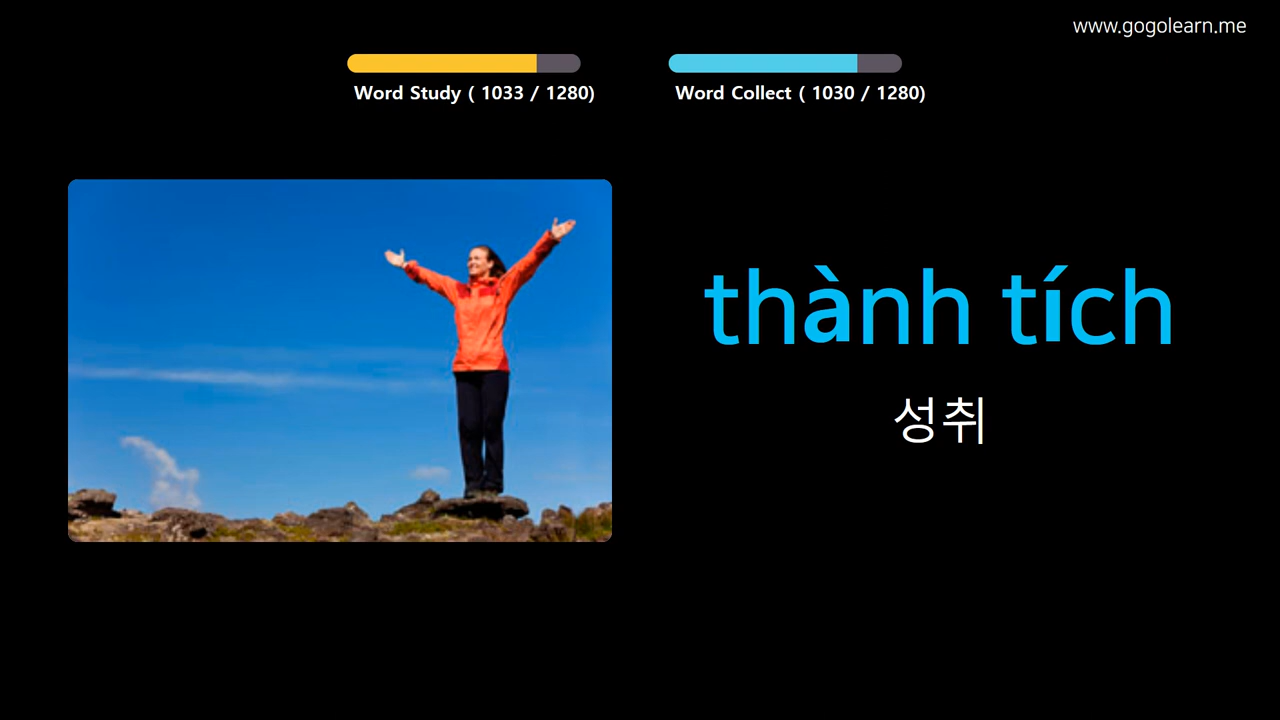 www.gogolearn.me
Word Study ( 1033 / 1280)
Word Collect ( 1030 / 1280)
thành tích
성취